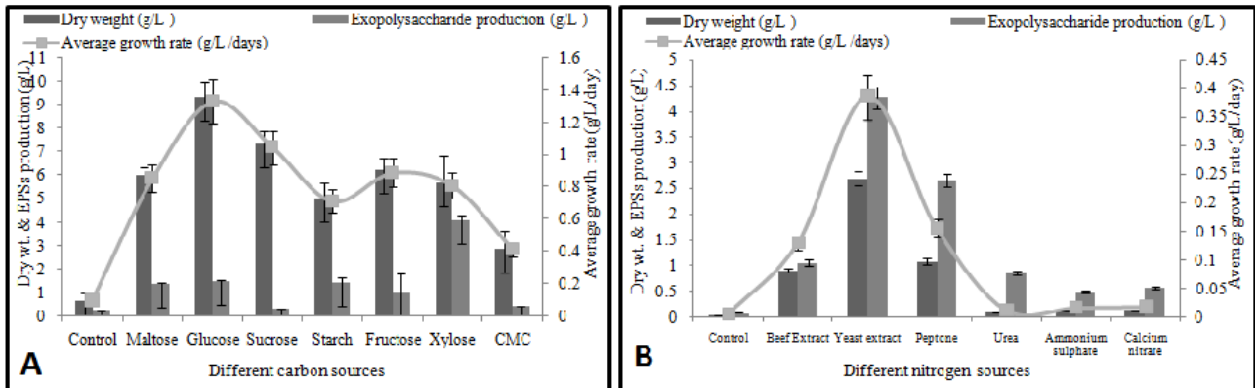 Dry weight (g/L )
Exopolysaccharide production (g/L )
Average growth rate (g/L /days)
Dry wt. & EPSs production (g/L)
11
10
9
8
7
6
5
4
3
2
1
0
1.6
1.4
1.2
1
0.8
0.6
0.4
0.2
0
Average growth rate (g/L/day)
Control Maltose Glucose Sucrose Starch Fructose Xylose CMC
Different carbon sources
A
Dry weight (g/L )
Exopolysaccharide production (g/L )
Average growth rate (g/L /days)
Dry wt. & EPSs production (g/L)
5
4.5
4
3.5
3
2.5
2
1.5
1
0.5
0
0.45
0.4
0.35
0.3
0.25
0.2
0.15
0.1
0.05
0
Average growth rate (g/L/day)
Control Beef Extract Yeast extract Peptone Urea Ammonium sulphate Calcium nitrate
Different nitrogen sources
B